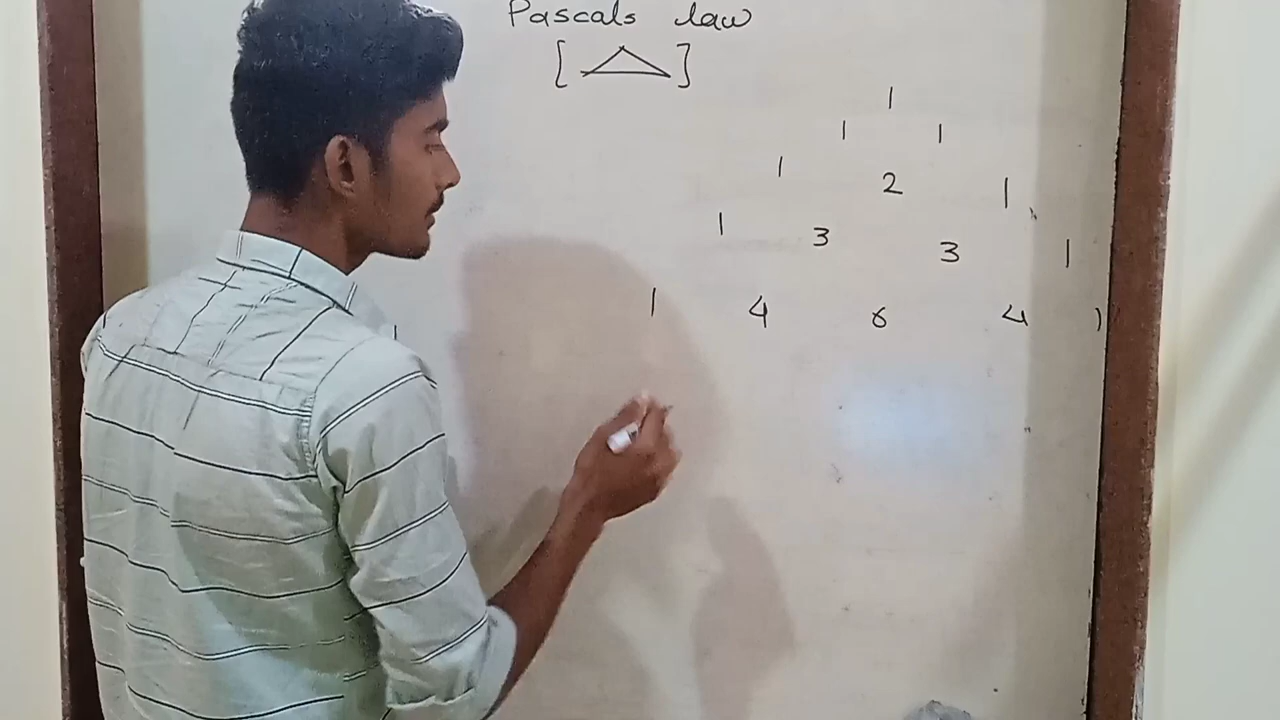 Pascals law
[ ]
1
1 1
1 2 1
1 3 3 1
1 4 6 4 1